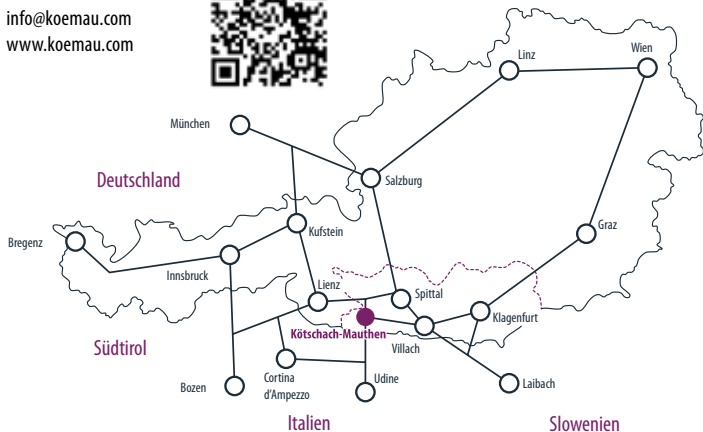 info@koemau.com
www.koemau.com
Linz
Wien
München
Salzburg
Deutschland
Graz
Kufstein
Bregenz
Innsbruck
Lienz
Spittal
Klagenfurt
Kötschach-Mauthen
Villach
Südtirol
Bozen
Cortina
d'Ampezzo
Udine
Laibach
Italien
Slowenien